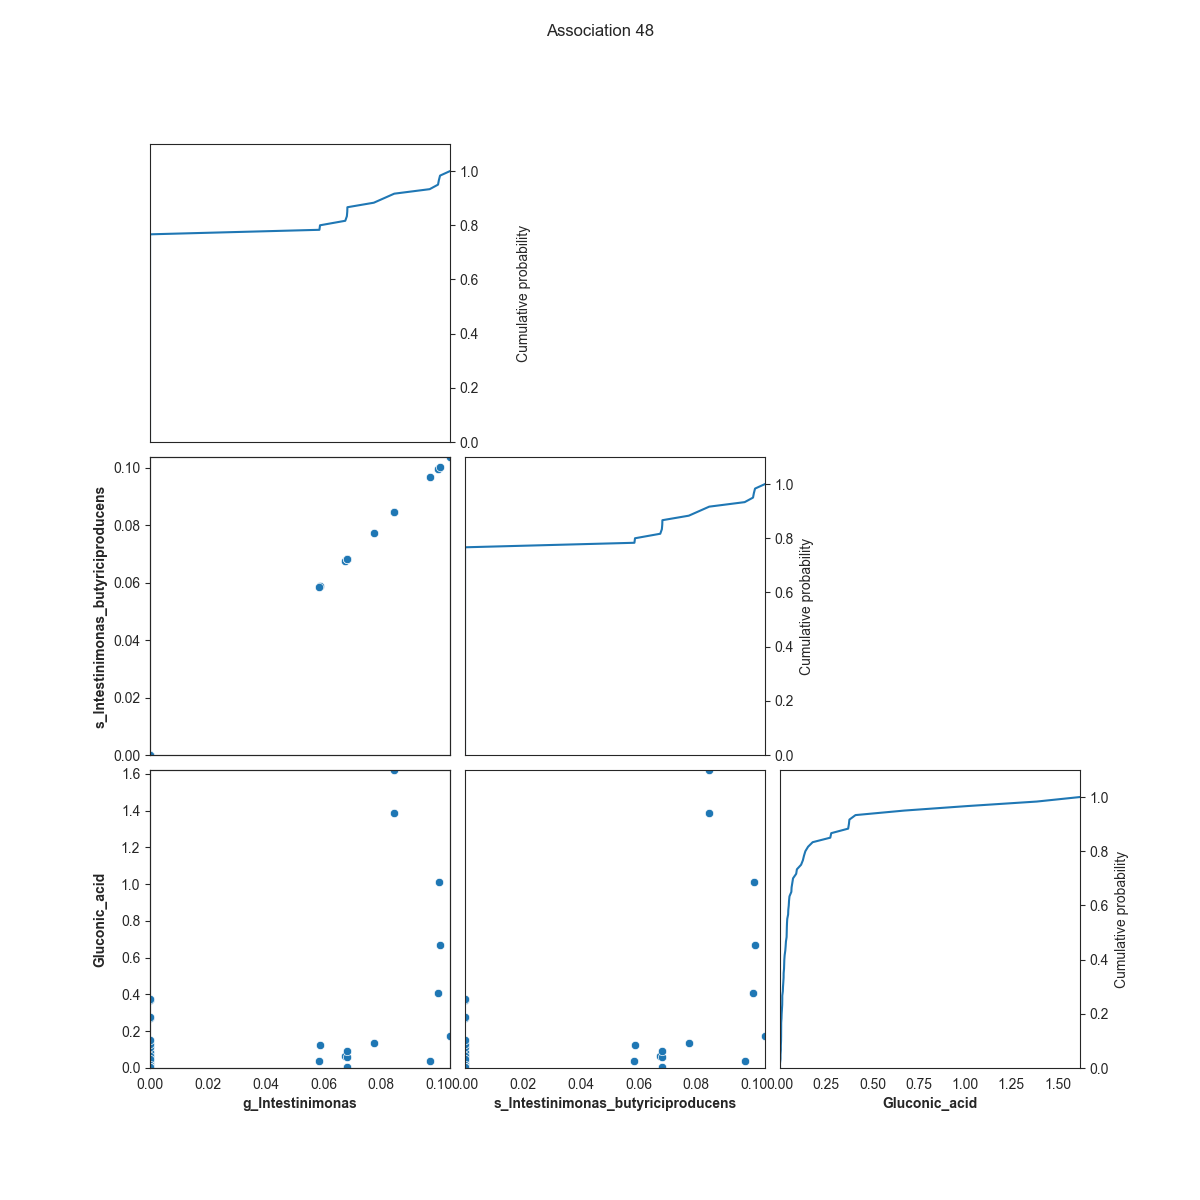 Association 48
1.0
0.8
0.6
0.4
0.2
0.0
Cumulative probability
s_Intestinimonas_butyriciproducens
0.10
0.08
0.06
0.04
0.02
0.00
1.0
0.8
0.6
0.4
0.2
0.0
Cumulative probability
Gluconic_acid
1.6
1.4
1.2
1.0
0.8
0.6
0.4
0.2
0.0
1.0
0.8
0.6
0.4
0.2
0.0
Cumulative probability
0.00 0.02 0.04 0.06 0.08 0.10
0.00 0.02 0.04 0.06 0.08 0.10
0.00 0.25 0.50 0.75 1.00 1.25 1.50
g_Intestinimonas
s_Intestinimonas_butyriciproducens
Gluconic_acid